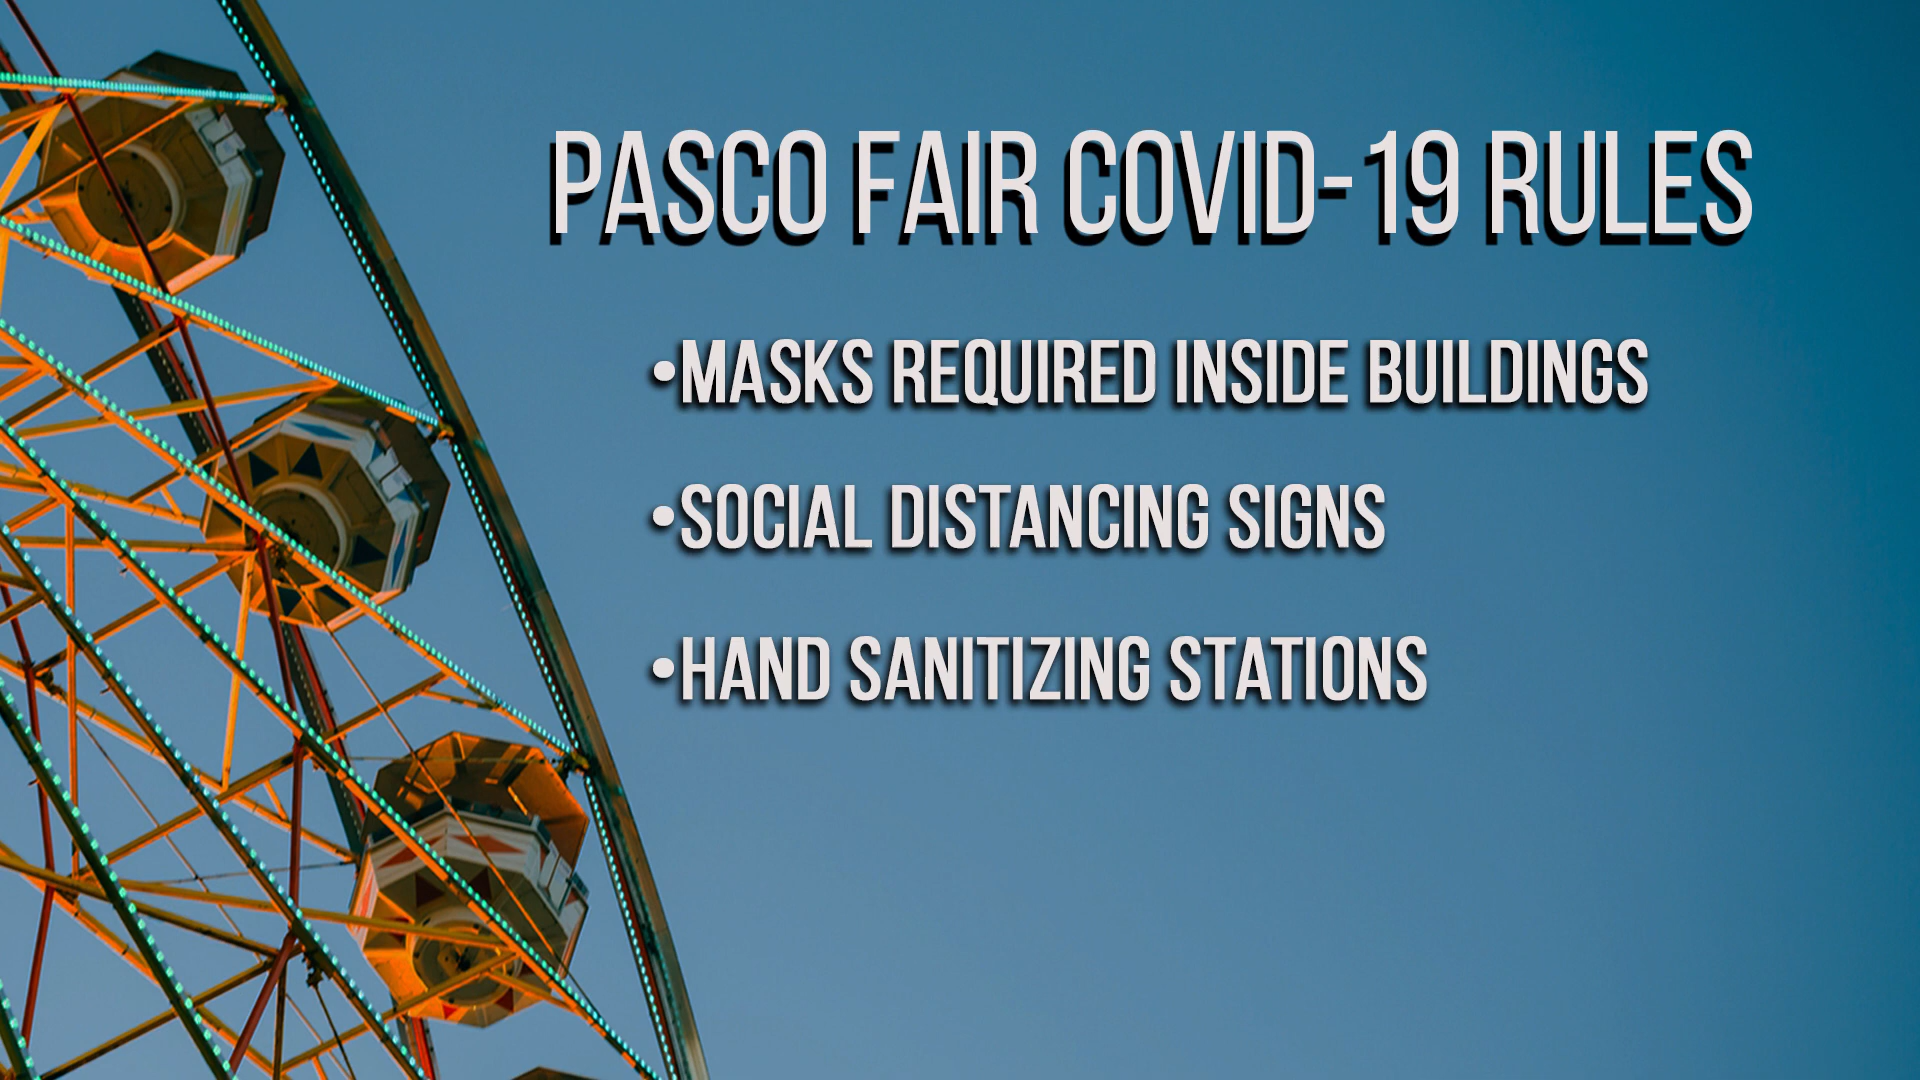 PASCO FAIR COVID-19 RULES
•MASKS REQUIRED INSIDE BUILDINGS
•SOCIAL DISTANCING SIGNS
•HAND SANITIZING STATIONS